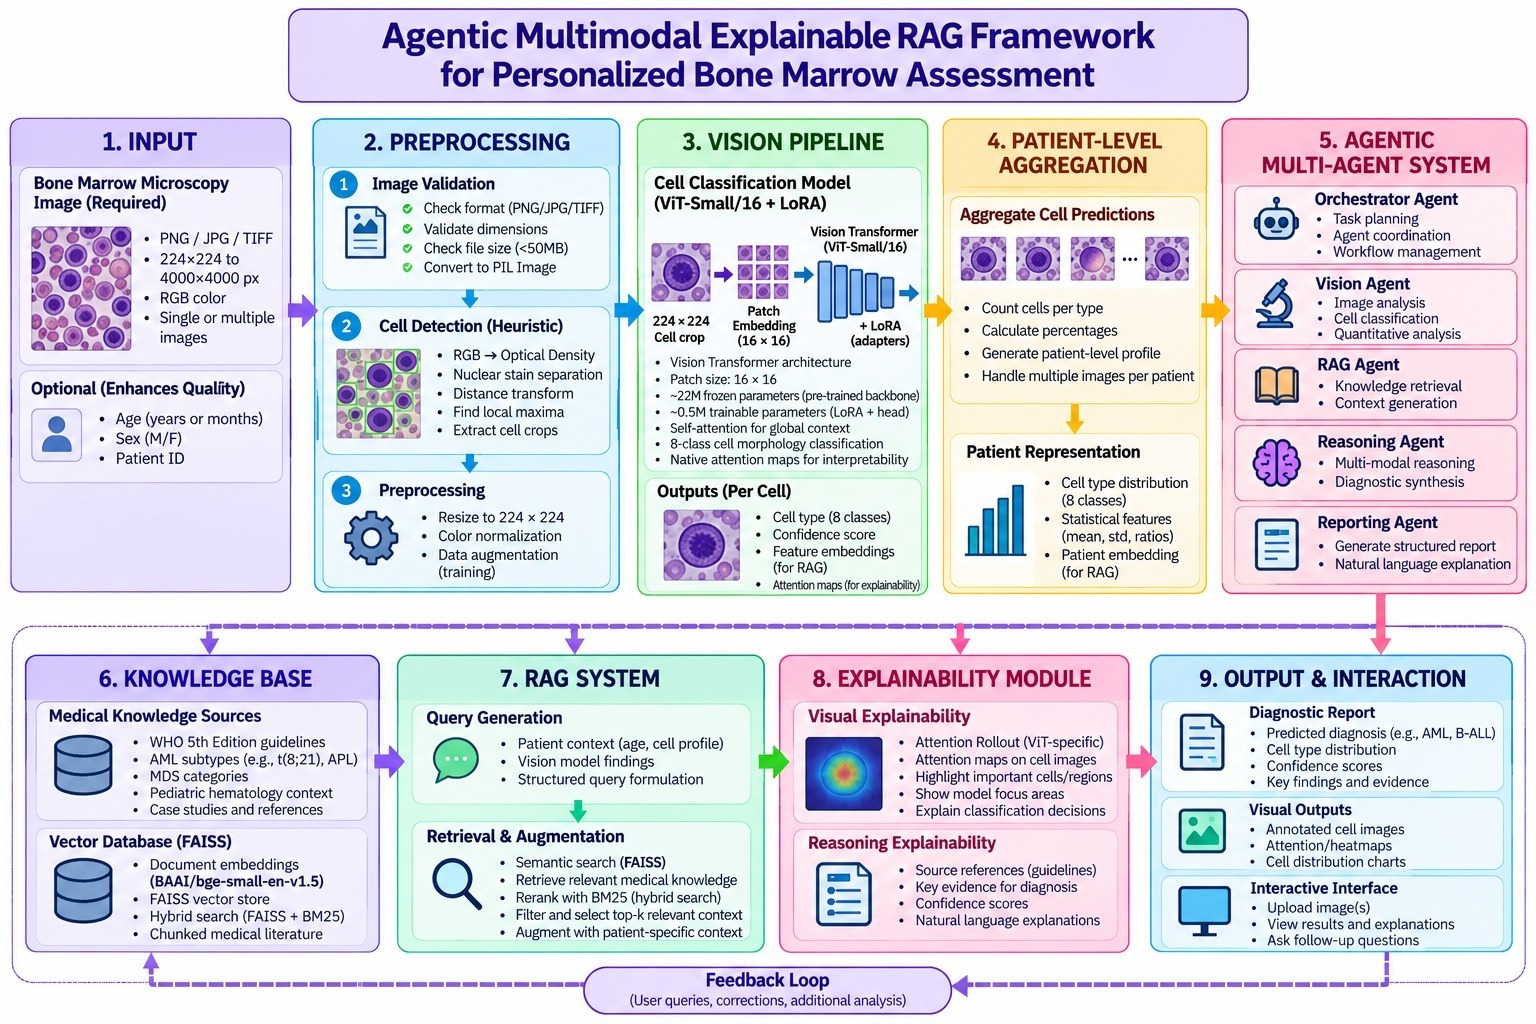 Agentic Multimodal Explainable RAG Framework
for Personalized Bone Marrow Assessment
1. INPUT
Bone Marrow Microscopy
Image (Required)
• PNG / JPG / TIFF
• 224×224 to
4000×4000 px
• RGB color
• Single or multiple
images
Optional (Enhances Quality)
• Age (years or months)
• Sex (M/F)
• Patient ID
2. PREPROCESSING
1
Image Validation
Check format (PNG/JPG/TIFF)
Validate dimensions
Check file size (<50MB)
Convert to PIL Image
2
Cell Detection (Heuristic)
• RGB → Optical Density
• Nuclear stain separation
• Distance transform
• Find local maxima
• Extract cell crops
3
Preprocessing
• Resize to 224 × 224
• Color normalization
• Data augmentation
(training)
3. VISION PIPELINE
Cell Classification Model
(ViT-Small/16 + LoRA)
Vision Transformer
(ViT-Small/16)
224 × 224
Cell crop
Patch
Embedding
(16 × 16)
+ LoRA
(adapters)
• Vision Transformer architecture
• Patch size: 16 × 16
• ~22M frozen parameters (pre-trained backbone)
• ~0.5M trainable parameters (LoRA + head)
• Self-attention for global context
• 8-class cell morphology classification
• Native attention maps for interpretability
Outputs (Per Cell)
• Cell type (8 classes)
• Confidence score
• Feature embeddings
(for RAG)
• Attention maps (for explainability)
4. PATIENT-LEVEL
AGGREGATION
Aggregate Cell Predictions
...
• Count cells per type
• Calculate percentages
• Generate patient-level profile
• Handle multiple images per patient
Patient Representation
• Cell type distribution
(8 classes)
• Statistical features
(mean, std, ratios)
• Patient embedding
(for RAG)
5. AGENTIC
MULTI-AGENT SYSTEM
Orchestrator Agent
• Task planning
• Agent coordination
• Workflow management
Vision Agent
• Image analysis
• Cell classification
• Quantitative analysis
RAG Agent
• Knowledge retrieval
• Context generation
Reasoning Agent
• Multi-modal reasoning
• Diagnostic synthesis
Reporting Agent
• Generate structured report
• Natural language explanation
6. KNOWLEDGE BASE
Medical Knowledge Sources
• WHO 5th Edition guidelines
• AML subtypes (e.g., t(8;21), APL)
• MDS categories
• Pediatric hematology context
• Case studies and references
Vector Database (FAISS)
• Document embeddings
(BAAI/bge-small-en-v1.5)
• FAISS vector store
• Hybrid search (FAISS + BM25)
• Chunked medical literature
7. RAG SYSTEM
Query Generation
• Patient context (age, cell profile)
• Vision model findings
• Structured query formulation
Retrieval & Augmentation
• Semantic search (FAISS)
• Retrieve relevant medical knowledge
• Rerank with BM25 (hybrid search)
• Filter and select top-k relevant context
• Augment with patient-specific context
8. EXPLAINABILITY MODULE
Visual Explainability
• Attention Rollout (ViT-specific)
• Attention maps on cell images
• Highlight important cells/regions
• Show model focus areas
• Explain classification decisions
Reasoning Explainability
• Source references (guidelines)
• Key evidence for diagnosis
• Confidence scores
• Natural language explanations
9. OUTPUT & INTERACTION
Diagnostic Report
• Predicted diagnosis (e.g., AML, B-ALL)
• Cell type distribution
• Confidence scores
• Key findings and evidence
Visual Outputs
• Annotated cell images
• Attention/heatmaps
• Cell distribution charts
Interactive Interface
• Upload image(s)
• View results and explanations
• Ask follow-up questions
Feedback Loop
(User queries, corrections, additional analysis)